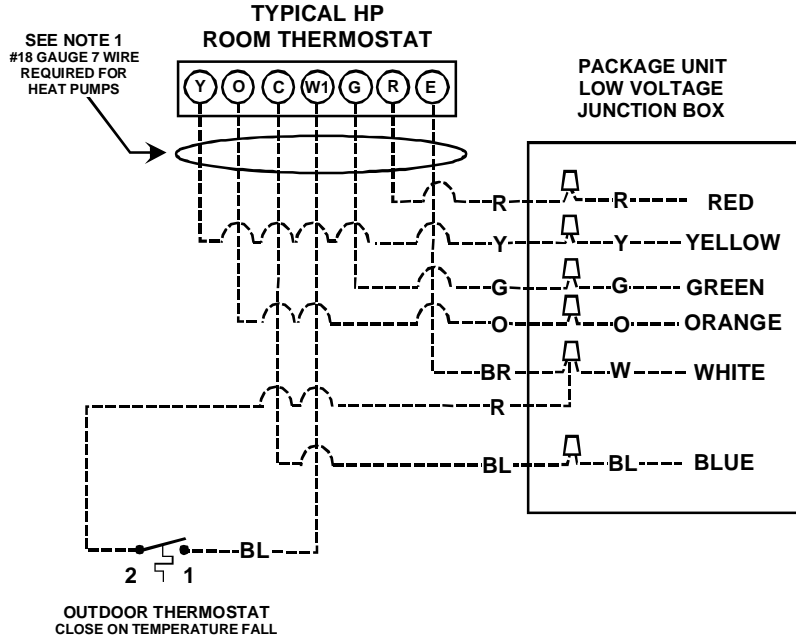 TYPICAL HP
ROOM THERMOSTAT
SEE NOTE 1
#18 GAUGE 7 WIRE
REQUIRED FOR
HEAT PUMPS
Y O C W1 G R E
PACKAGE UNIT
LOW VOLTAGE
JUNCTION BOX
R R RED
Y Y YELLOW
G G GREEN
O O ORANGE
BR W WHITE
R
BL BL BLUE
BL
2 1
OUTDOOR THERMOSTAT
CLOSE ON TEMPERATURE FALL